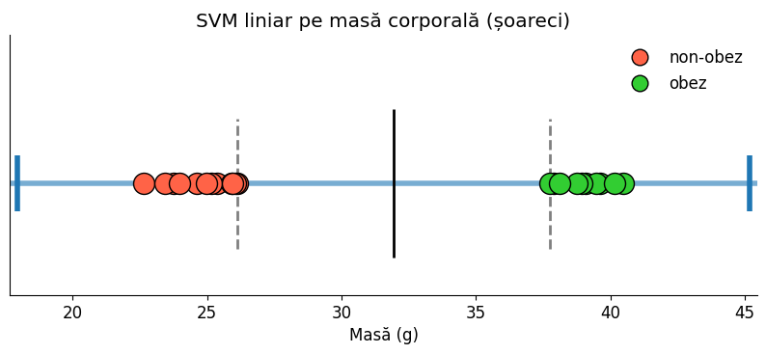 SVM liniar pe masă corporală (șoareci)
non-obez
obez
20 25 30 35 40 45
Masă (g)